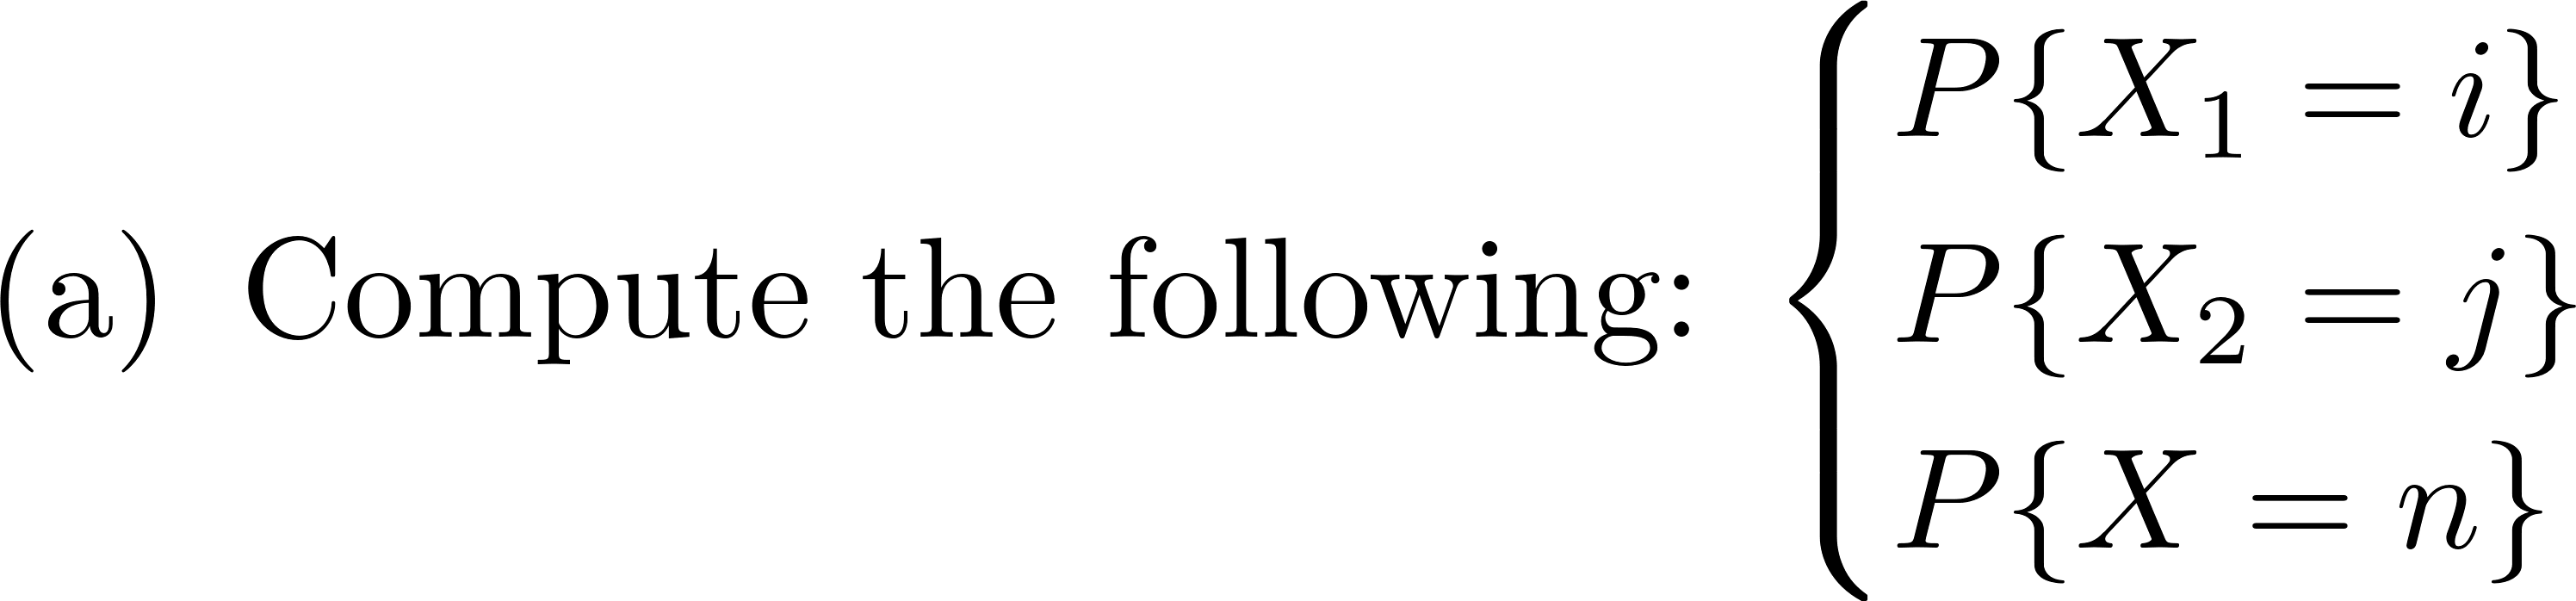 (a) Compute the following: 
P{X₁ = i}
P{X₂ = j}
P{X = n}